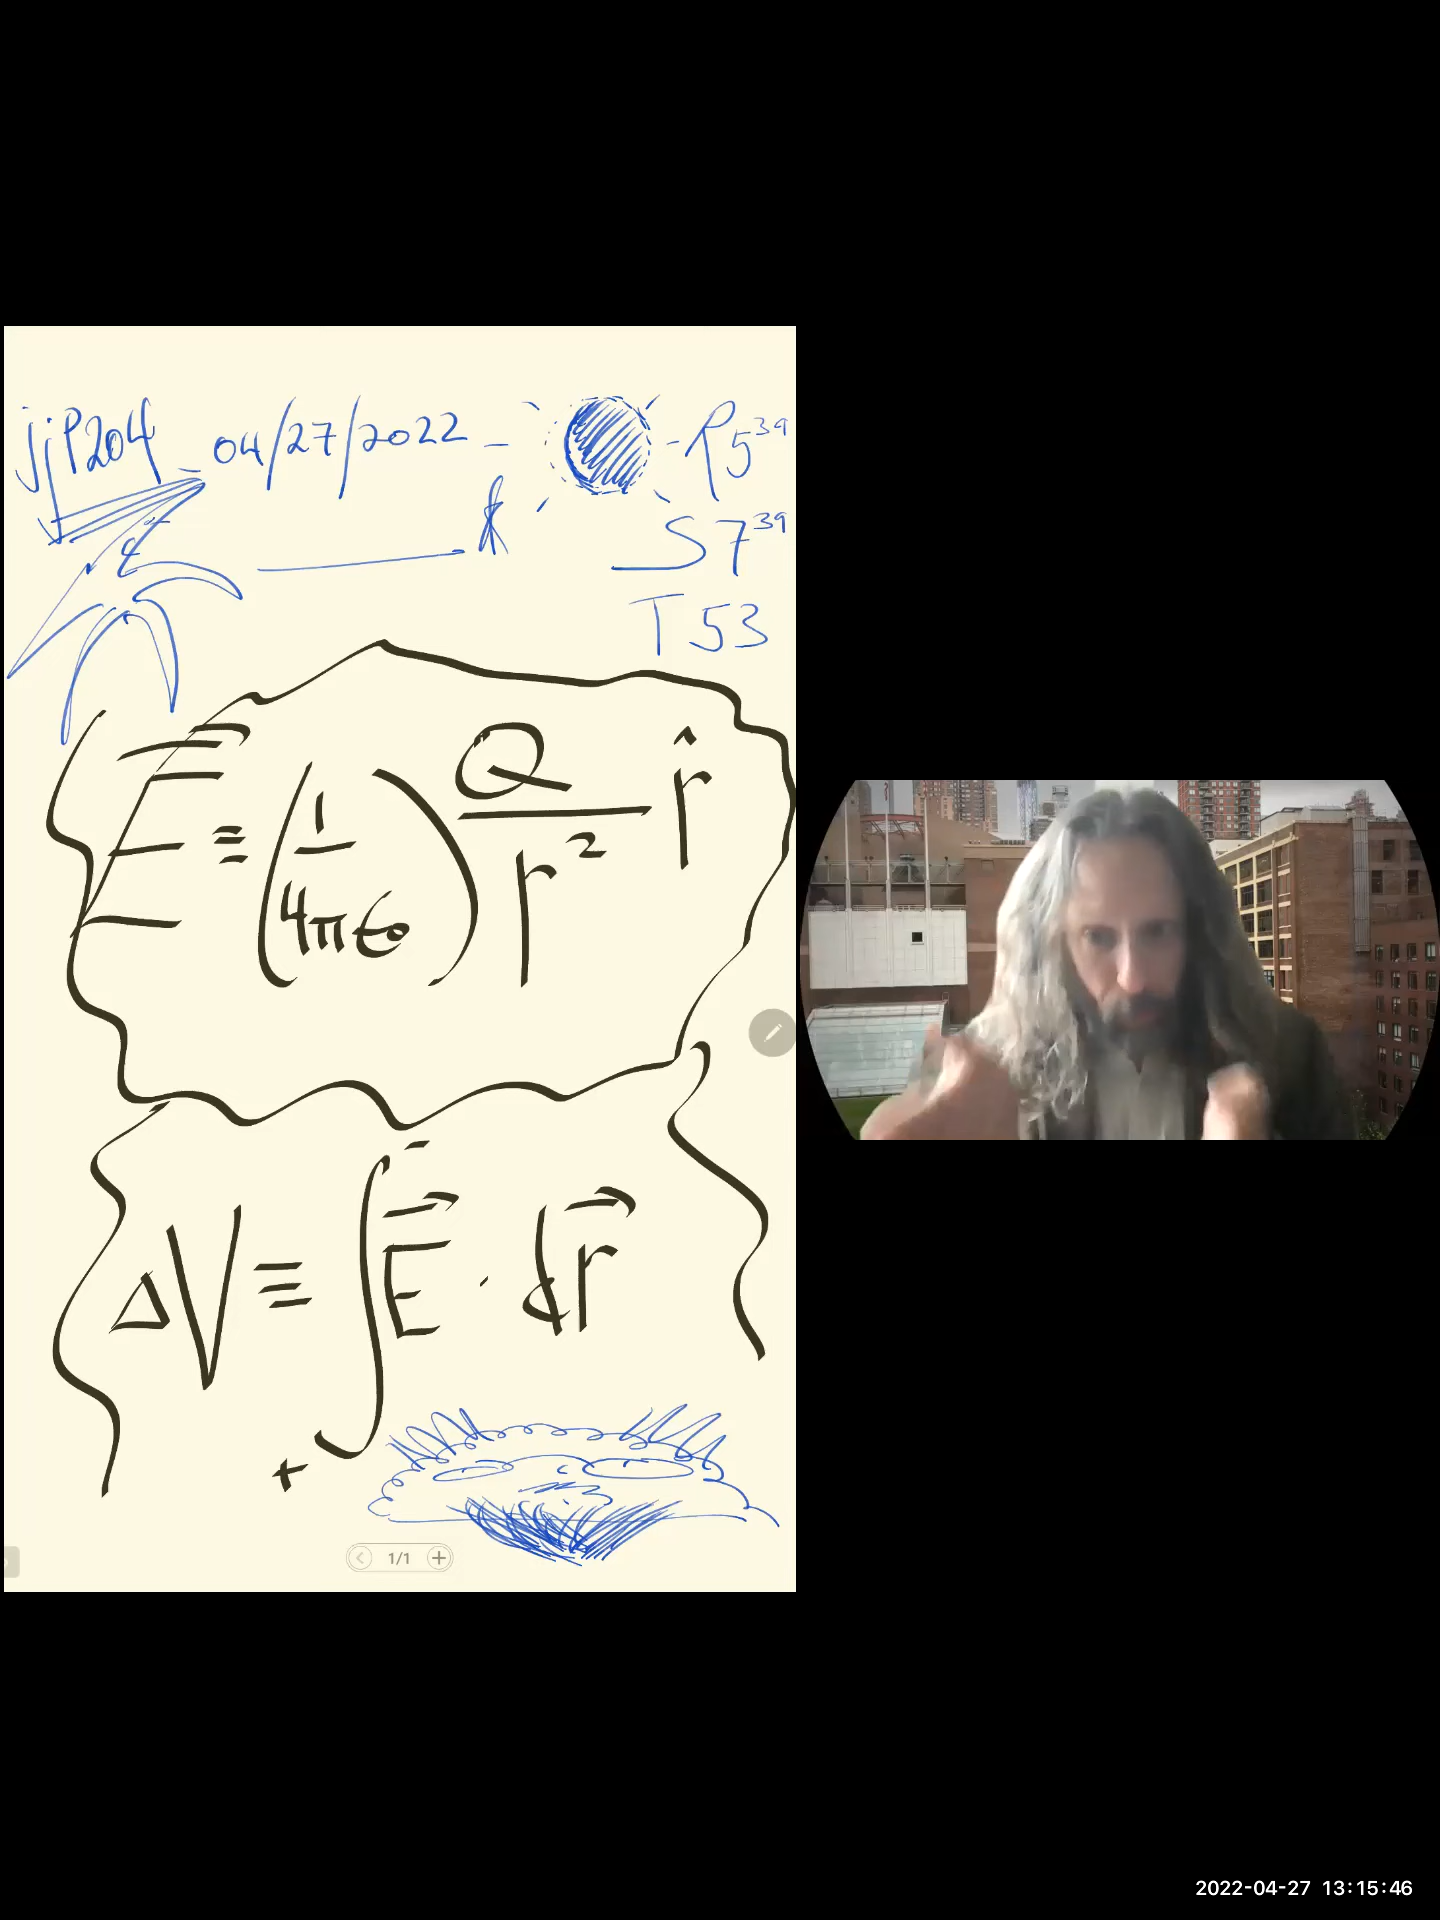 jjP204 - 04/27/2022 - - R5³⁹
S7³⁹
T53
E⃗ ≡ (1/4πε₀) Q/r² r̂
ΔV ≡ ∫₊⁻ E⃗ · dr⃗
1/1
2022-04-27 13:15:46